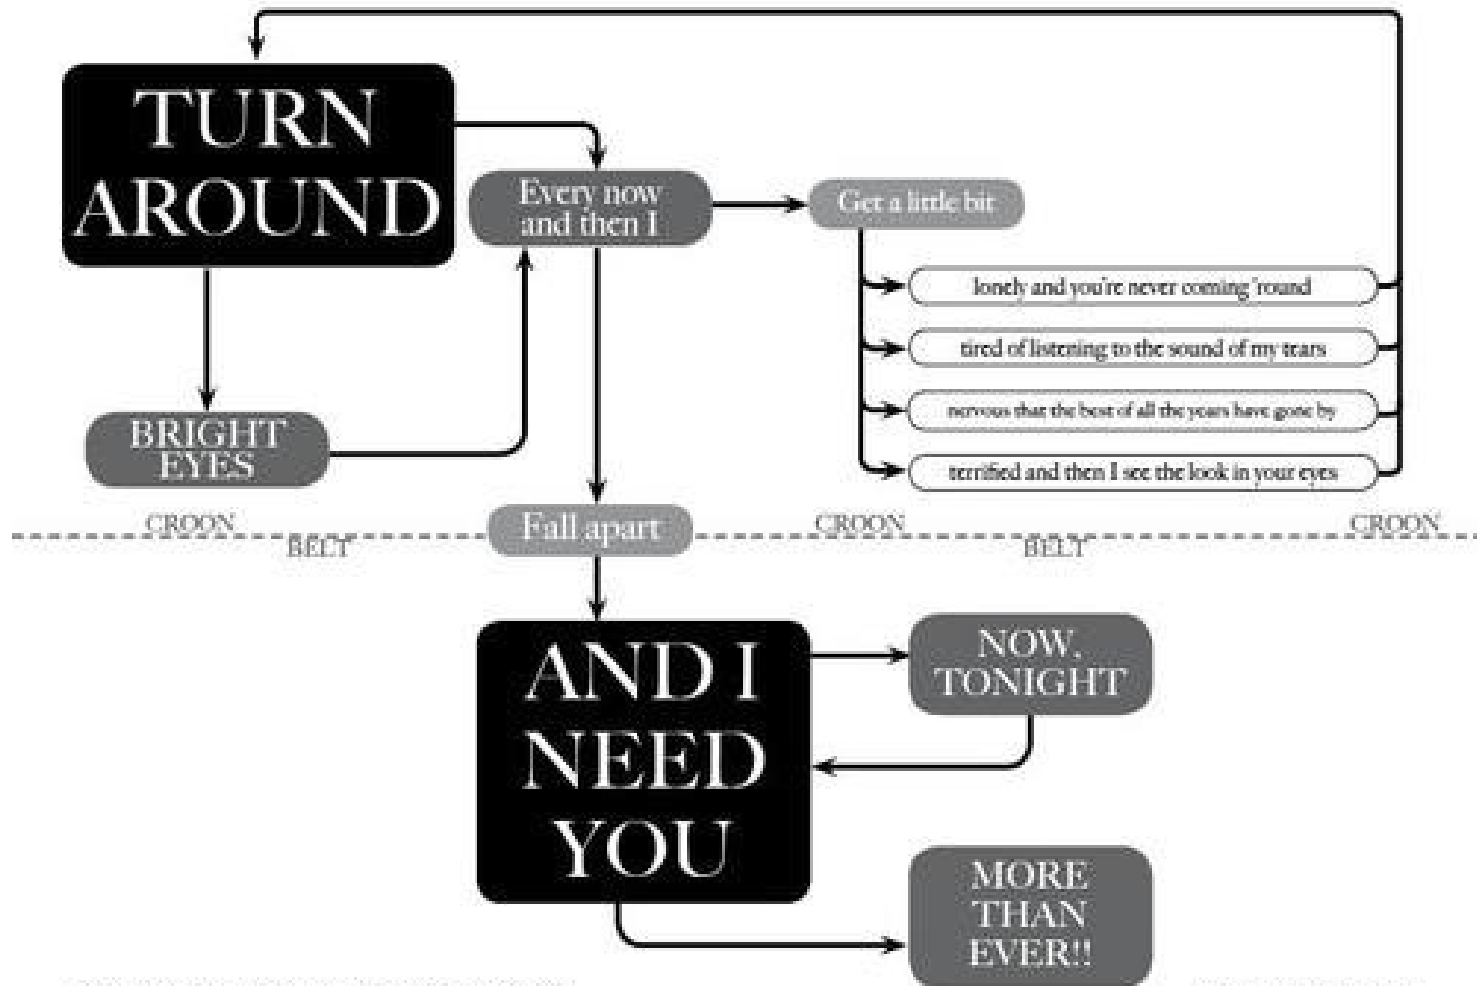 TURN
AROUND
Every now
and then I
Get a little bit
lonely and you're never coming 'round
tired of listening to the sound of my tears
nervous that the best of all the years have gone by
terrified and then I see the look in your eyes
BRIGHT
EYES
CROON
BELT
Fall apart
CROON
BELT
CROON
AND I
NEED
YOU
NOW,
TONIGHT
MORE
THAN
EVER!!